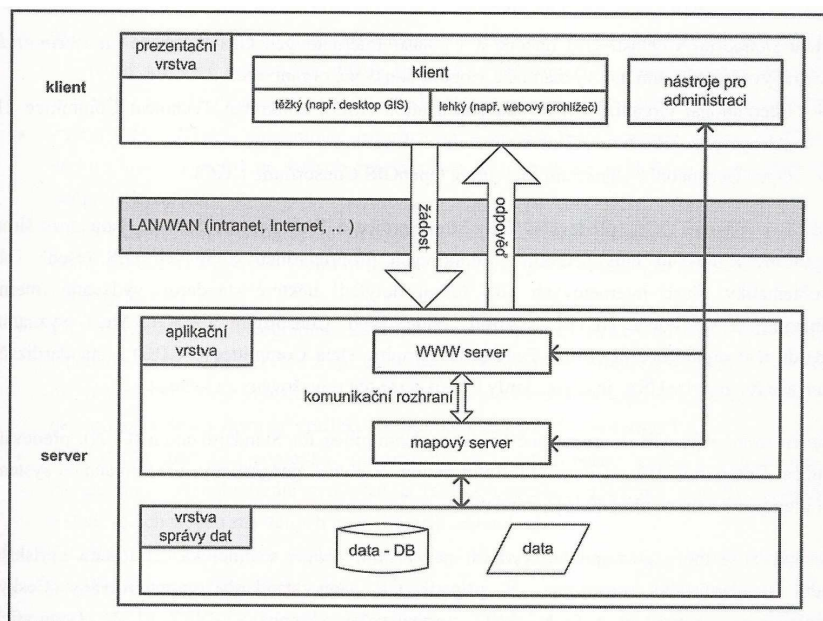 prezentační
vrstva
klient
klient
těžký (např. desktop GIS)
lehký (např. webový prohlížeč)
nástroje pro
administraci
LAN/WAN (intranet, Internet, ...)
žádost
odpověď
server
aplikační
vrstva
WWW server
komunikační rozhraní
mapový server
vrstva
správy dat
data - DB
data